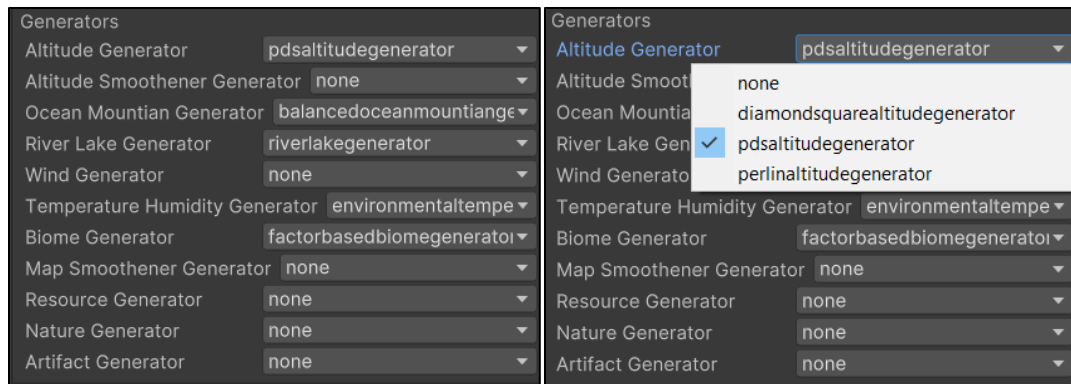 Generators
Altitude Generator pdsaltitudegenerator
Altitude Smoothener Generator none
Ocean Mountian Generator balancedoceanmountiange
River Lake Generator riverlakegenerator
Wind Generator none
Temperature Humidity Generator environmentaltempe
Biome Generator factorbasedbiomegenerator
Map Smoothener Generator none
Resource Generator none
Nature Generator none
Artifact Generator none
Generators
Altitude Generator pdsaltitudegenerator
Altitude Smoot
none
Ocean Mountia
diamondsquarealtitudegenerator
River Lake Gen
pdsaltitudegenerator
Wind Generato
perlinaltitudegenerator
Temperature Humidity Generator environmentaltempe
Biome Generator factorbasedbiomegenerator
Map Smoothener Generator none
Resource Generator none
Nature Generator none
Artifact Generator none